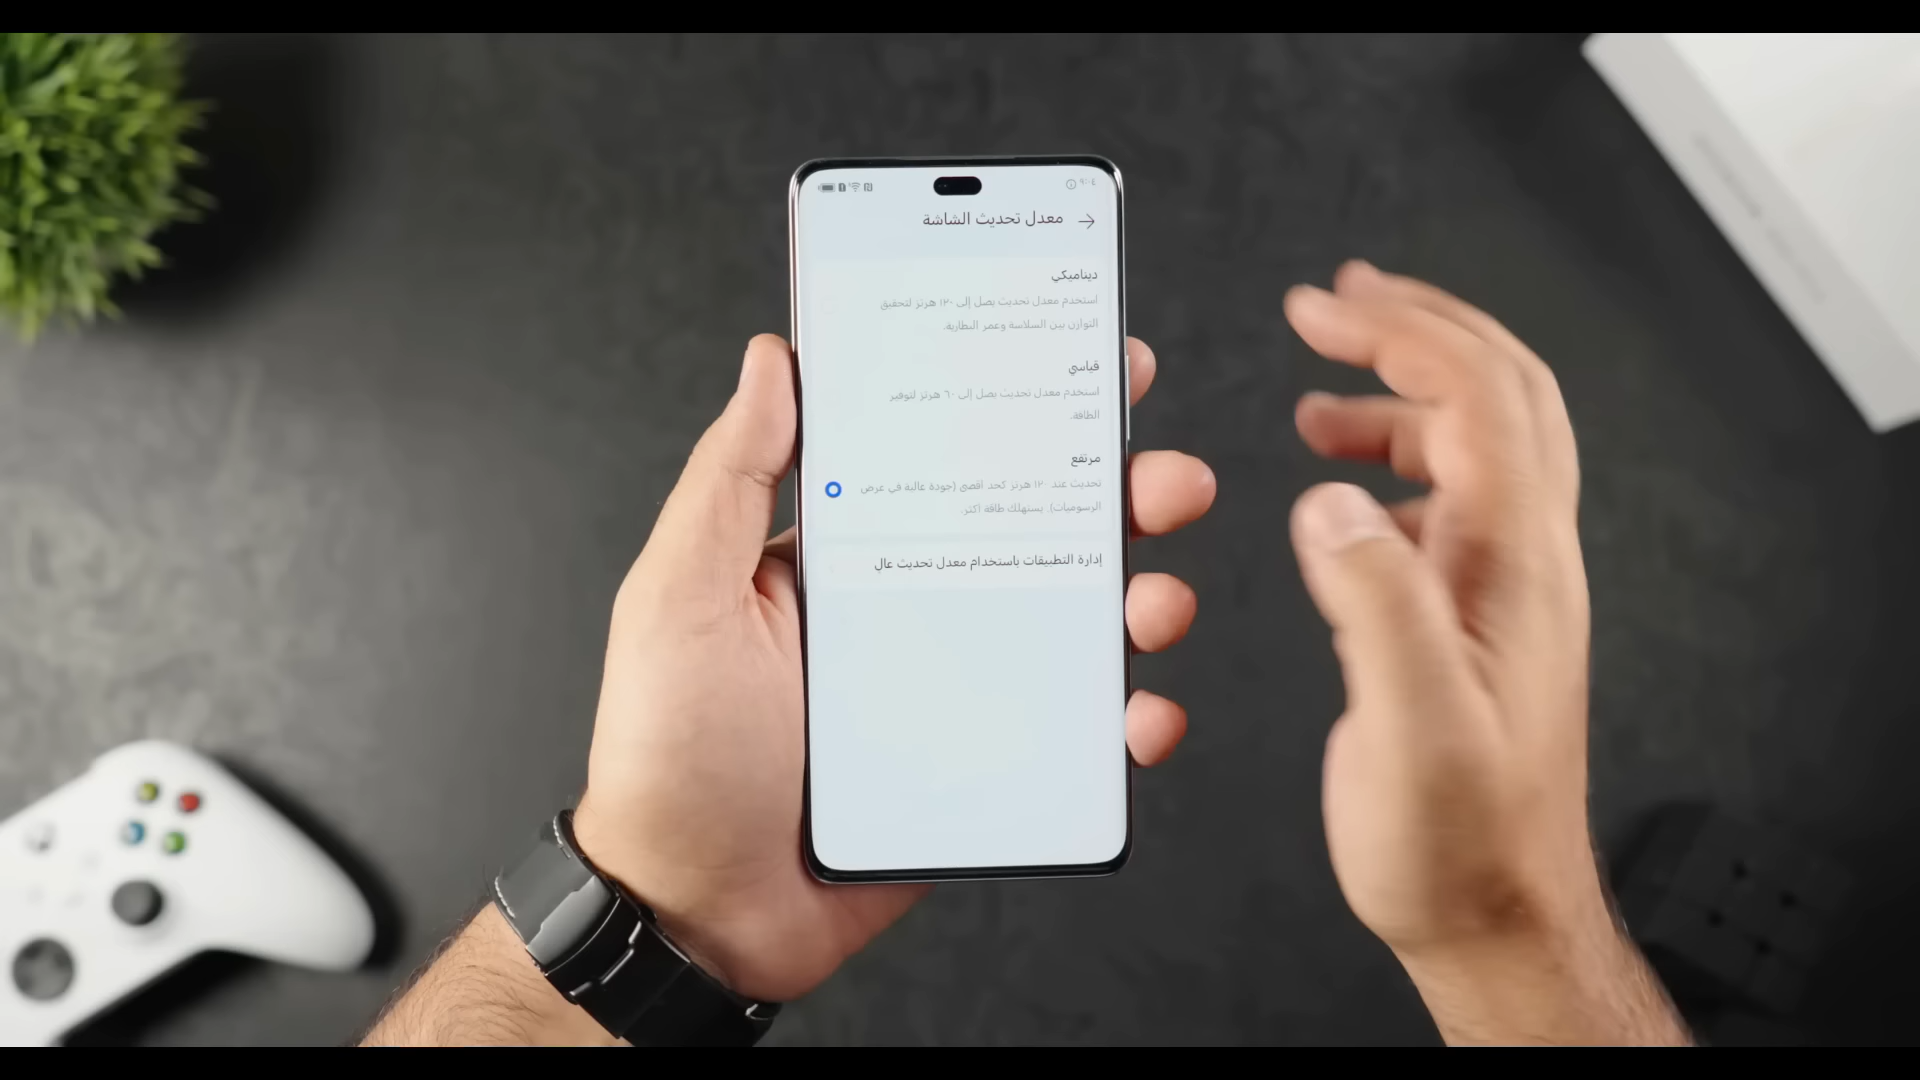 ٩:٠٤
معدل تحديث الشاشة
ديناميكي
استخدم معدل تحديث يصل إلى ١٢٠ هرتز لتحقيق
التوازن بين السلاسة وعمر البطارية.
قياسي
استخدم معدل تحديث يصل إلى ٦٠ هرتز لتوفير
الطاقة.
مرتفع
تحديث عند ١٢٠ هرتز كحد أقصى (جودة عالية في عرض
الرسوميات). يستهلك طاقة أكثر.
إدارة التطبيقات باستخدام معدل تحديث عالٍ